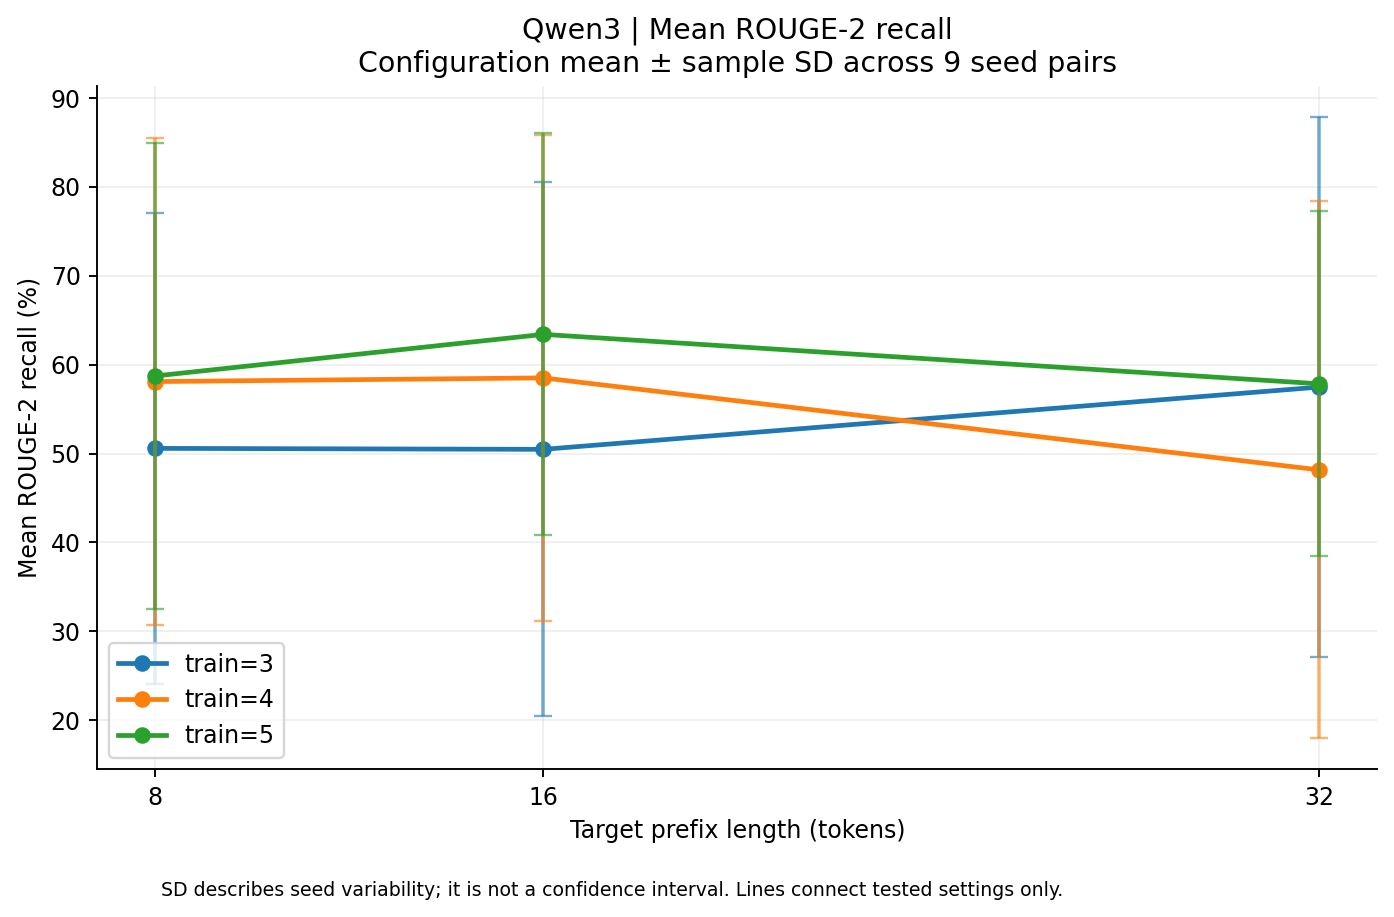 Qwen3 | Mean ROUGE-2 recall
Configuration mean ± sample SD across 9 seed pairs
Mean ROUGE-2 recall (%)
90
80
70
60
50
40
30
20
train=3
train=4
train=5
8
16
32
Target prefix length (tokens)
SD describes seed variability; it is not a confidence interval. Lines connect tested settings only.